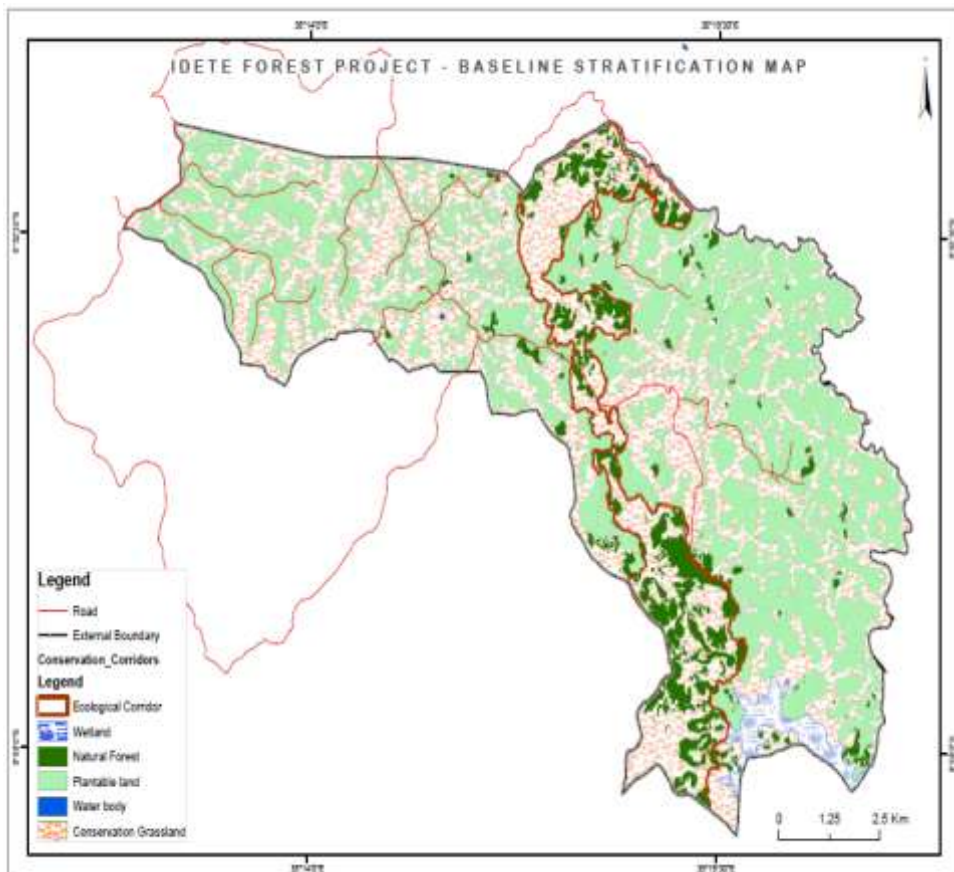 IDETE FOREST PROJECT - BASELINE STRATIFICATION MAP
Legend
Road
External Boundary
Conservation_Corridors
Legend
Ecological Corridor
Wetland
Natural Forest
Plantable land
Water body
Conservation Grassland
0 1.25 2.5 Km